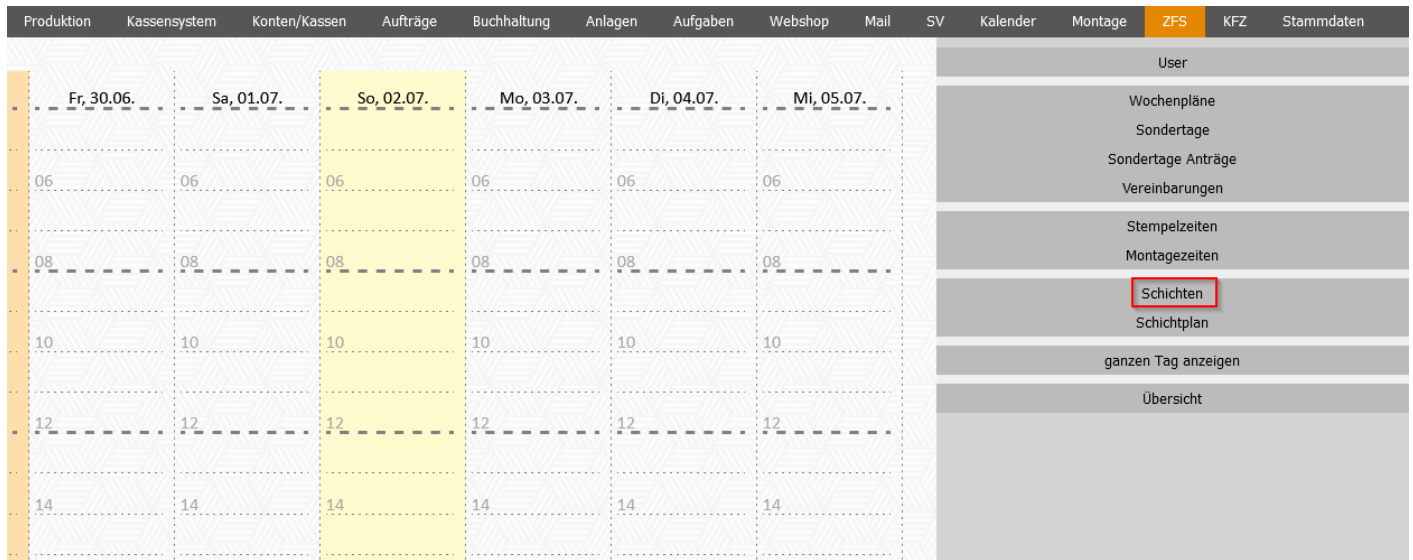 Produktion Kassensystem Konten/Kassen Aufträge Buchhaltung Anlagen Aufgaben Webshop Mail SV Kalender Montage ZFS KFZ Stammdaten
Fr, 30.06. Sa, 01.07. So, 02.07. Mo, 03.07. Di, 04.07. Mi, 05.07.
06 06 06 06 06 06
08 08 08 08 08 08
10 10 10 10 10 10
12 12 12 12 12 12
14 14 14 14 14 14
User
Wochenpläne
Sondertage
Sondertage Anträge
Vereinbarungen
Stempelzeiten
Montagezeiten
Schichten
Schichtplan
ganzen Tag anzeigen
Übersicht